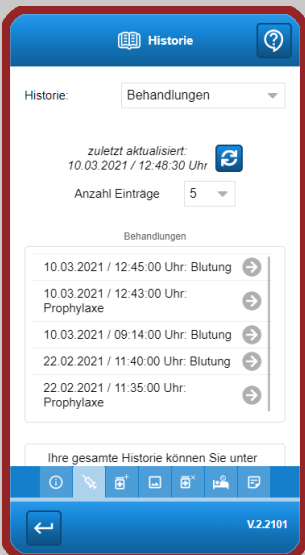 Historie
Historie:
Behandlungen
zuletzt aktualisiert:
10.03.2021 / 12:48:30 Uhr
Anzahl Einträge
5
Behandlungen
10.03.2021 / 12:45:00 Uhr: Blutung
10.03.2021 / 12:43:00 Uhr:
Prophylaxe
10.03.2021 / 09:14:00 Uhr: Blutung
22.02.2021 / 11:40:00 Uhr: Blutung
22.02.2021 / 11:35:00 Uhr:
Prophylaxe
Ihre gesamte Historie können Sie unter
V.2.2101